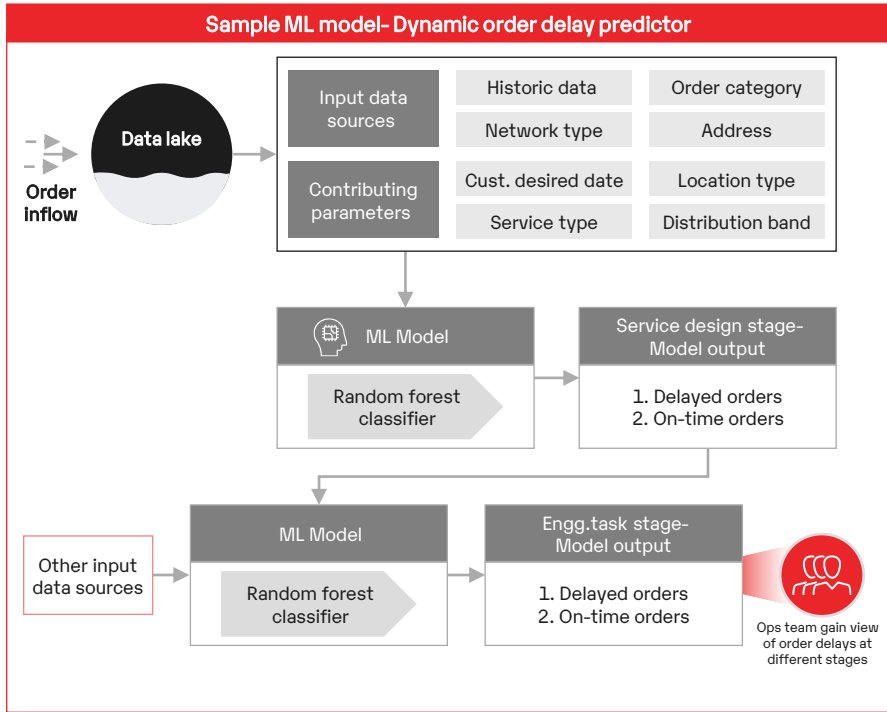 Sample ML model- Dynamic order delay predictor
Order
inflow
Data lake
Input data
sources
Historic data
Order category
Network type
Address
Contributing
parameters
Cust. desired date
Location type
Service type
Distribution band
ML Model
Random forest
classifier
Service design stage-
Model output
1. Delayed orders
2. On-time orders
Other input
data sources
ML Model
Random forest
classifier
Engg.task stage-
Model output
1. Delayed orders
2. On-time orders
Ops team gain view
of order delays at
different stages